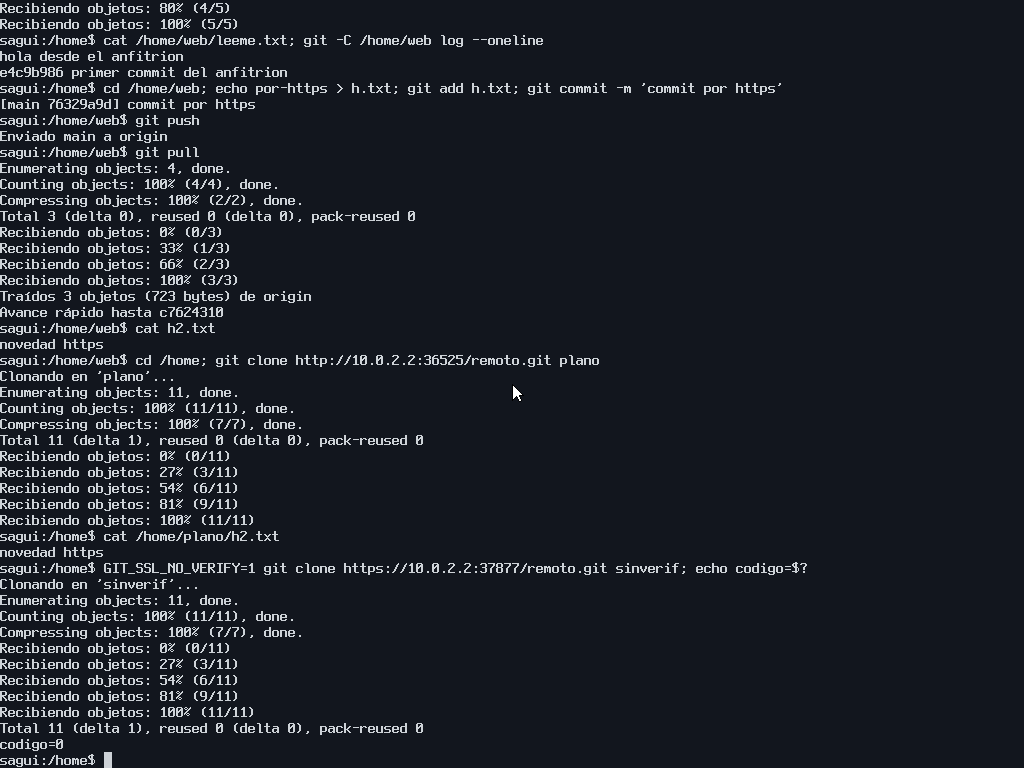 Recibiendo objetos: 80% (4/5)
Recibiendo objetos: 100% (5/5)
sagui:/home$ cat /home/web/leeme.txt; git -C /home/web log --oneline
hola desde el anfitrion
e4c9b986 primer commit del anfitrion
sagui:/home$ cd /home/web; echo por-https > h.txt; git add h.txt; git commit -m 'commit por https'
[main 76329a9d] commit por https
sagui:/home/web$ git push
Enviado main a origin
sagui:/home/web$ git pull
Enumerating objects: 4, done.
Counting objects: 100% (4/4), done.
Compressing objects: 100% (2/2), done.
Total 3 (delta 0), reused 0 (delta 0), pack-reused 0
Recibiendo objetos: 0% (0/3)
Recibiendo objetos: 33% (1/3)
Recibiendo objetos: 66% (2/3)
Recibiendo objetos: 100% (3/3)
Traídos 3 objetos (723 bytes) de origin
Avance rápido hasta c7624310
sagui:/home/web$ cat h2.txt
novedad https
sagui:/home/web$ cd /home; git clone http://10.0.2.2:36525/remoto.git plano
Clonando en 'plano'...
Enumerating objects: 11, done.
Counting objects: 100% (11/11), done.
Compressing objects: 100% (7/7), done.
Total 11 (delta 1), reused 0 (delta 0), pack-reused 0
Recibiendo objetos: 0% (0/11)
Recibiendo objetos: 27% (3/11)
Recibiendo objetos: 54% (6/11)
Recibiendo objetos: 81% (9/11)
Recibiendo objetos: 100% (11/11)
sagui:/home$ cat /home/plano/h2.txt
novedad https
sagui:/home$ GIT_SSL_NO_VERIFY=1 git clone https://10.0.2.2:37877/remoto.git sinverif; echo codigo=$?
Clonando en 'sinverif'...
Enumerating objects: 11, done.
Counting objects: 100% (11/11), done.
Compressing objects: 100% (7/7), done.
Recibiendo objetos: 0% (0/11)
Recibiendo objetos: 27% (3/11)
Recibiendo objetos: 54% (6/11)
Recibiendo objetos: 81% (9/11)
Recibiendo objetos: 100% (11/11)
Total 11 (delta 1), reused 0 (delta 0), pack-reused 0
codigo=0
sagui:/home$